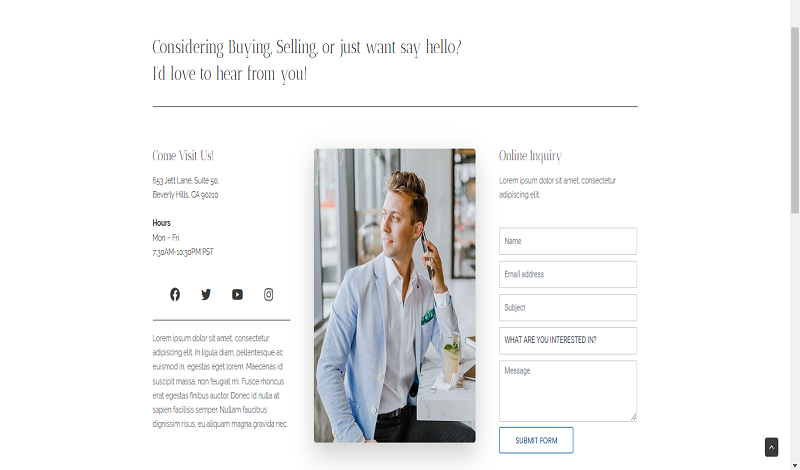 Considering Buying, Selling, or just want say hello?
I'd love to hear from you!
Come Visit Us!
653 Jett Lane, Suite 50,
Beverly Hills, CA 90210
Hours
Mon – Fri
7:30AM-10:30PM PST
Lorem ipsum dolor sit amet, consectetur
adipiscing elit. In ligula diam, pellentesque ac
euismod in, egestas eget lorem. Maecenas id
suscipit massa, non feugiat mi. Fusce rhoncus
erat egestas finibus auctor. Donec id nulla at
sapien facilisis semper. Nullam faucibus
dignissim risus, eu aliquam magna gravida nec.
Online Inquiry
Lorem ipsum dolor sit amet, consectetur
adipiscing elit.
Name
Email address
Subject
WHAT ARE YOU INTERESTED IN?
Message
SUBMIT FORM